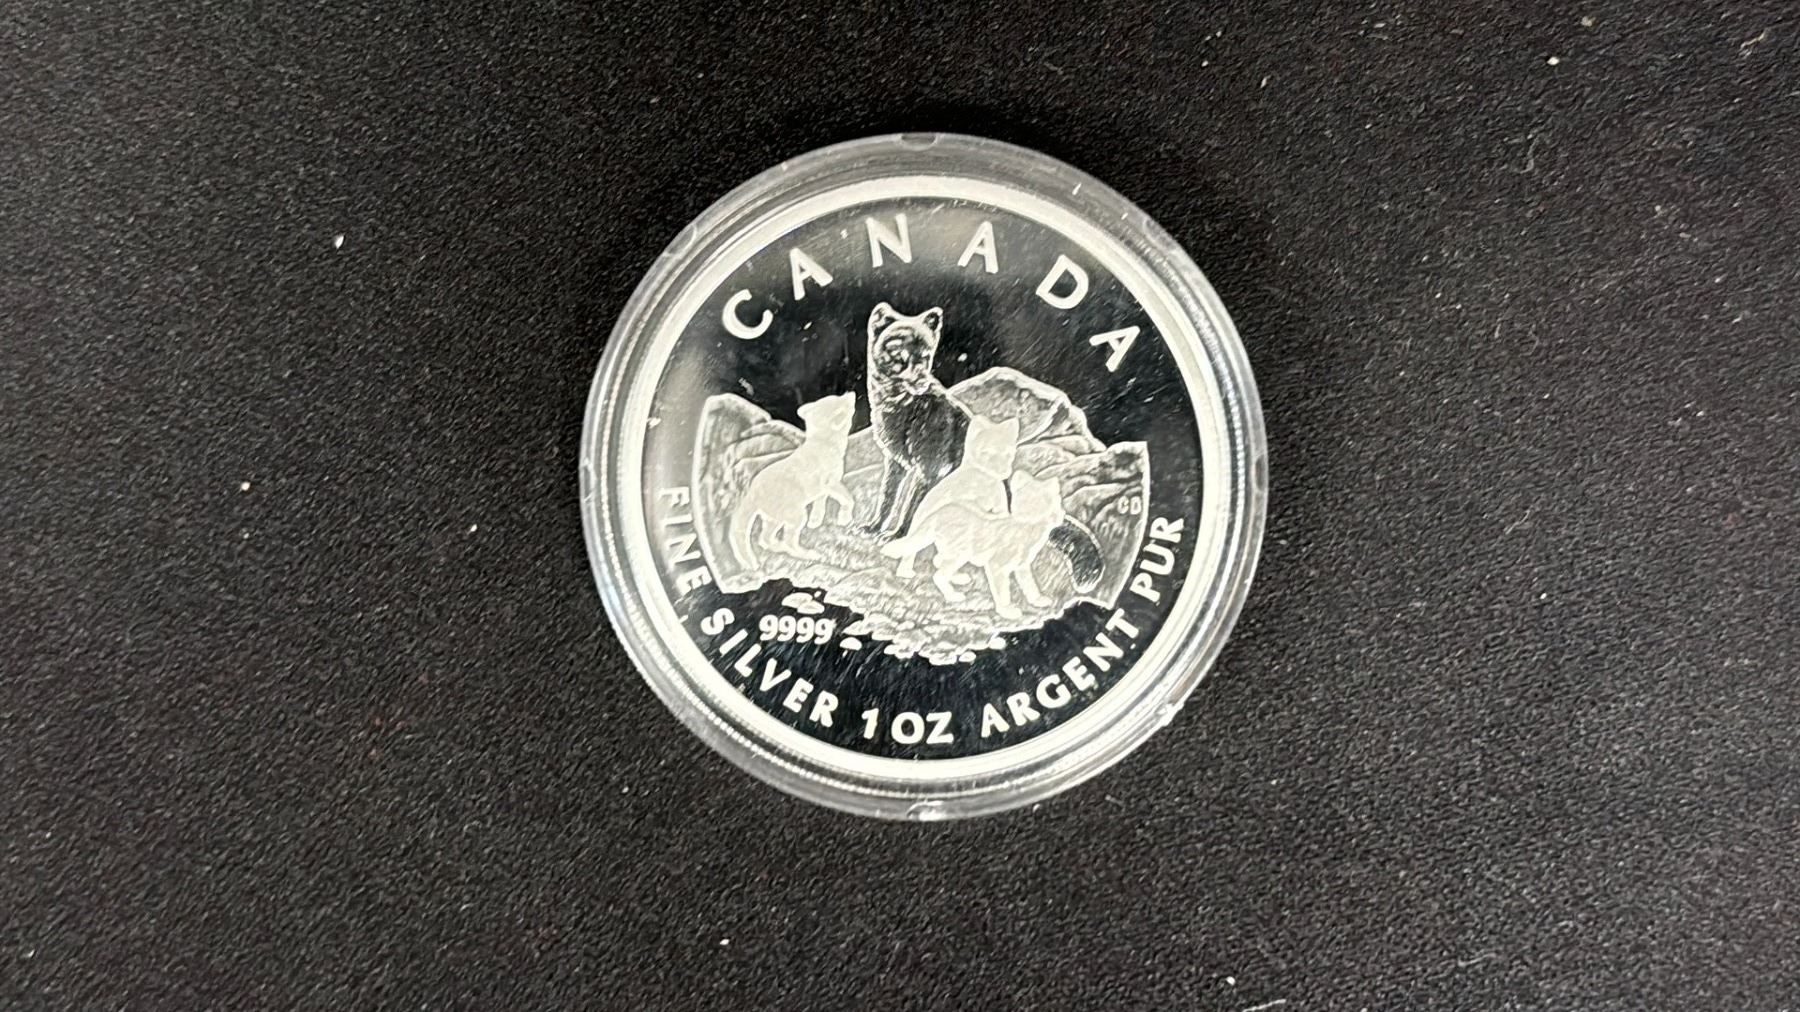 CANADA
CD
9999
FINE SILVER 1 OZ ARGENT PUR